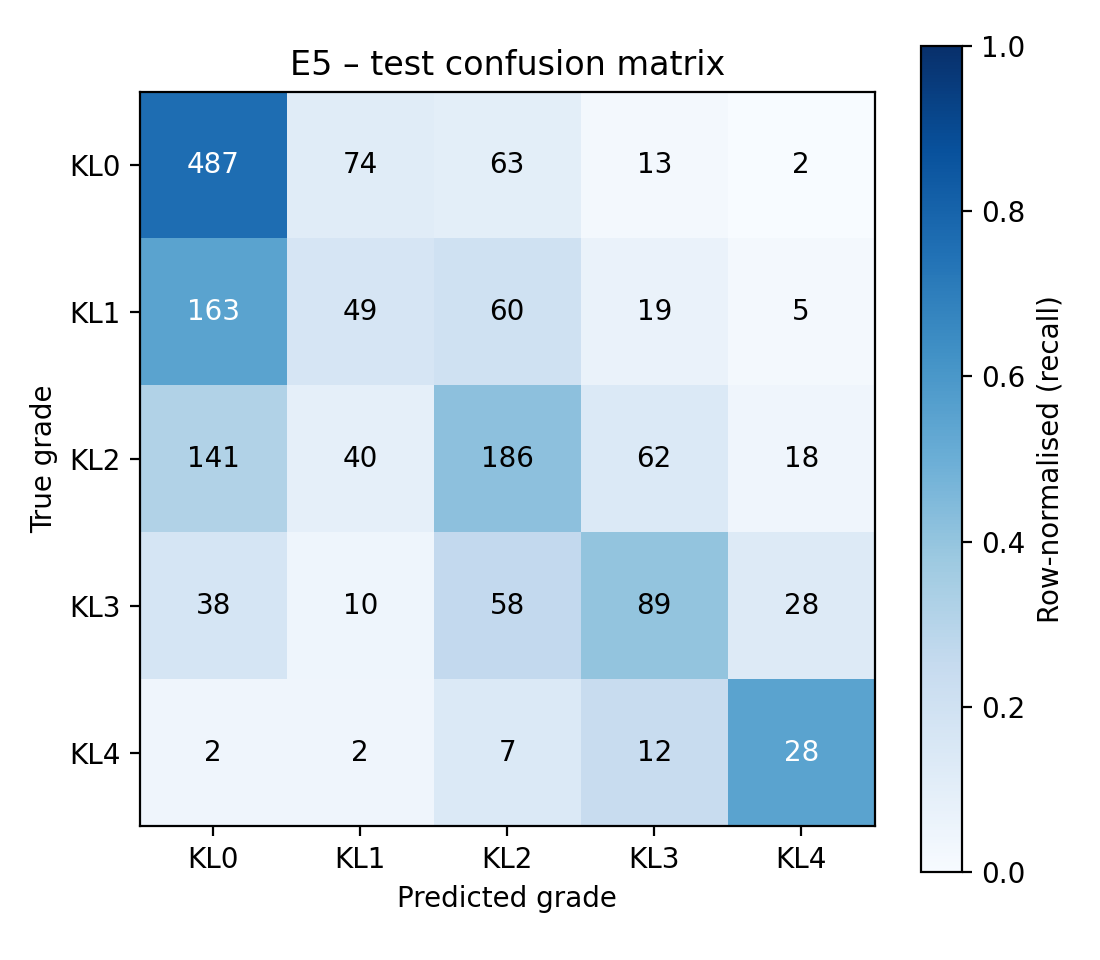 E5 – test confusion matrix
1.0
KL0 487 74 63 13 2
0.8
KL1 163 49 60 19 5
0.6
True grade
KL2 141 40 186 62 18
Row-normalised (recall)
0.4
KL3 38 10 58 89 28
0.2
KL4 2 2 7 12 28
0.0
KL0 KL1 KL2 KL3 KL4
Predicted grade